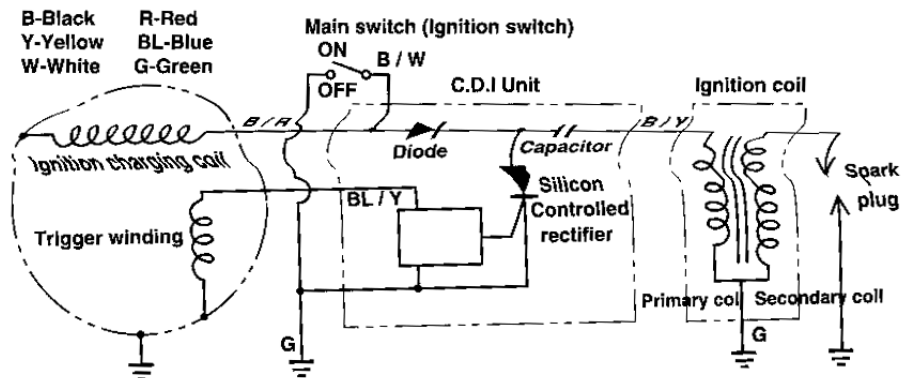 B-Black R-Red
Y-Yellow BL-Blue
W-White G-Green
Main switch (Ignition switch)
ON
OFF
B / W
C.D.I Unit
Ignition coil
B / R
B / Y
Ignition charging coil
Diode
Capacitor
Spark
plug
BL / Y
Silicon
Controlled
rectifier
Trigger winding
Primary coil Secondary coil
G
G